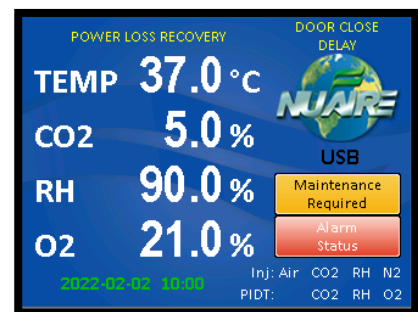 POWER LOSS RECOVERY
DOOR CLOSE
DELAY
TEMP 37.0 °C
NUAIRE
CO2 5.0 %
USB
RH 90.0 %
Maintenance
Required
O2 21.0 %
Alarm
Status
2022-02-02 10:00
Inj: Air CO2 RH N2
PIDT: CO2 RH O2